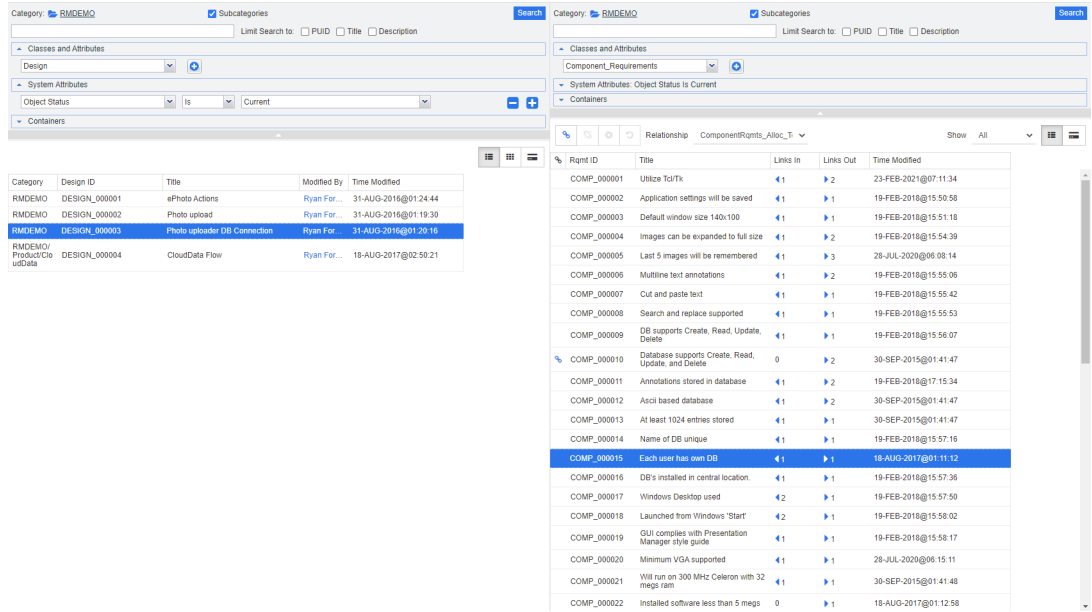 Category: RMDEMO Subcategories Search
Limit Search to: PUID Title Description
Classes and Attributes
Design
System Attributes
Object Status Is Current
Containers
Category Design ID Title Modified By Time Modified
RMDEMO DESIGN_000001 ePhoto Actions Ryan For... 31-AUG-2016@01:24:44
RMDEMO DESIGN_000002 Photo upload Ryan For... 31-AUG-2016@01:19:30
RMDEMO DESIGN_000003 Photo uploader DB Connection Ryan For... 31-AUG-2016@01:20:16
RMDEMO/
Product/Clo
udData
DESIGN_000004 CloudData Flow Ryan For... 18-AUG-2017@02:50:21
Category: RMDEMO Subcategories Search
Limit Search to: PUID Title Description
Classes and Attributes
Component_Requirements
System Attributes: Object Status Is Current
Containers
Relationship ComponentRqmts_Alloc_T Show All
Rqmt ID Title Links In Links Out Time Modified
COMP_000001 Utilize Tcl/Tk 1 2 23-FEB-2021@07:11:34
COMP_000002 Application settings will be saved 1 1 19-FEB-2018@15:50:58
COMP_000003 Default window size 140x100 1 1 19-FEB-2018@15:51:18
COMP_000004 Images can be expanded to full size 1 2 19-FEB-2018@15:54:39
COMP_000005 Last 5 images will be remembered 1 3 28-JUL-2020@06:08:14
COMP_000006 Multiline text annotations 1 2 19-FEB-2018@15:55:06
COMP_000007 Cut and paste text 1 1 19-FEB-2018@15:55:42
COMP_000008 Search and replace supported 1 1 19-FEB-2018@15:55:53
COMP_000009 DB supports Create, Read, Update,
Delete 1 1 19-FEB-2018@15:56:07
COMP_000010 Database supports Create, Read,
Update, and Delete 0 2 30-SEP-2015@01:41:47
COMP_000011 Annotations stored in database 1 2 19-FEB-2018@17:15:34
COMP_000012 Ascii based database 1 2 30-SEP-2015@01:41:47
COMP_000013 At least 1024 entries stored 1 1 30-SEP-2015@01:41:47
COMP_000014 Name of DB unique 1 1 19-FEB-2018@15:57:16
COMP_000015 Each user has own DB 1 1 18-AUG-2017@01:11:12
COMP_000016 DB's installed in central location. 1 1 19-FEB-2018@15:57:36
COMP_000017 Windows Desktop used 2 1 19-FEB-2018@15:57:50
COMP_000018 Launched from Windows 'Start' 2 1 19-FEB-2018@15:58:02
COMP_000019 GUI complies with Presentation
Manager style guide 1 1 19-FEB-2018@15:58:17
COMP_000020 Minimum VGA supported 1 1 28-JUL-2020@06:15:11
COMP_000021 Will run on 300 MHz Celeron with 32
megs ram 1 1 30-SEP-2015@01:41:48
COMP_000022 Installed software less than 5 megs 0 1 18-AUG-2017@01:12:58